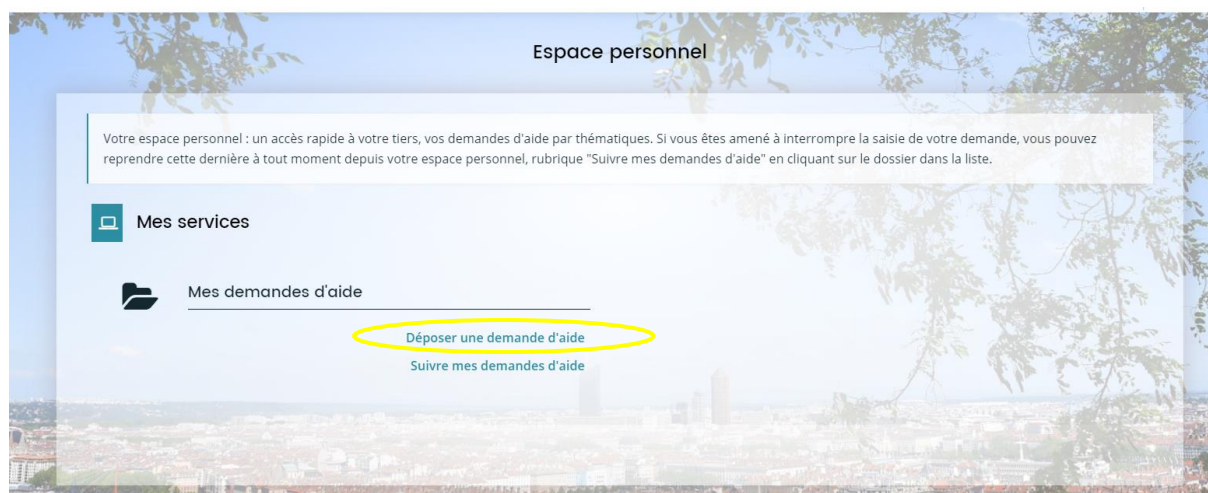 Espace personnel
Votre espace personnel : un accès rapide à votre tiers, vos demandes d'aide par thématiques. Si vous êtes amené à interrompre la saisie de votre demande, vous pouvez
reprendre cette dernière à tout moment depuis votre espace personnel, rubrique "Suivre mes demandes d'aide" en cliquant sur le dossier dans la liste.
Mes services
Mes demandes d'aide
Déposer une demande d'aide
Suivre mes demandes d'aide